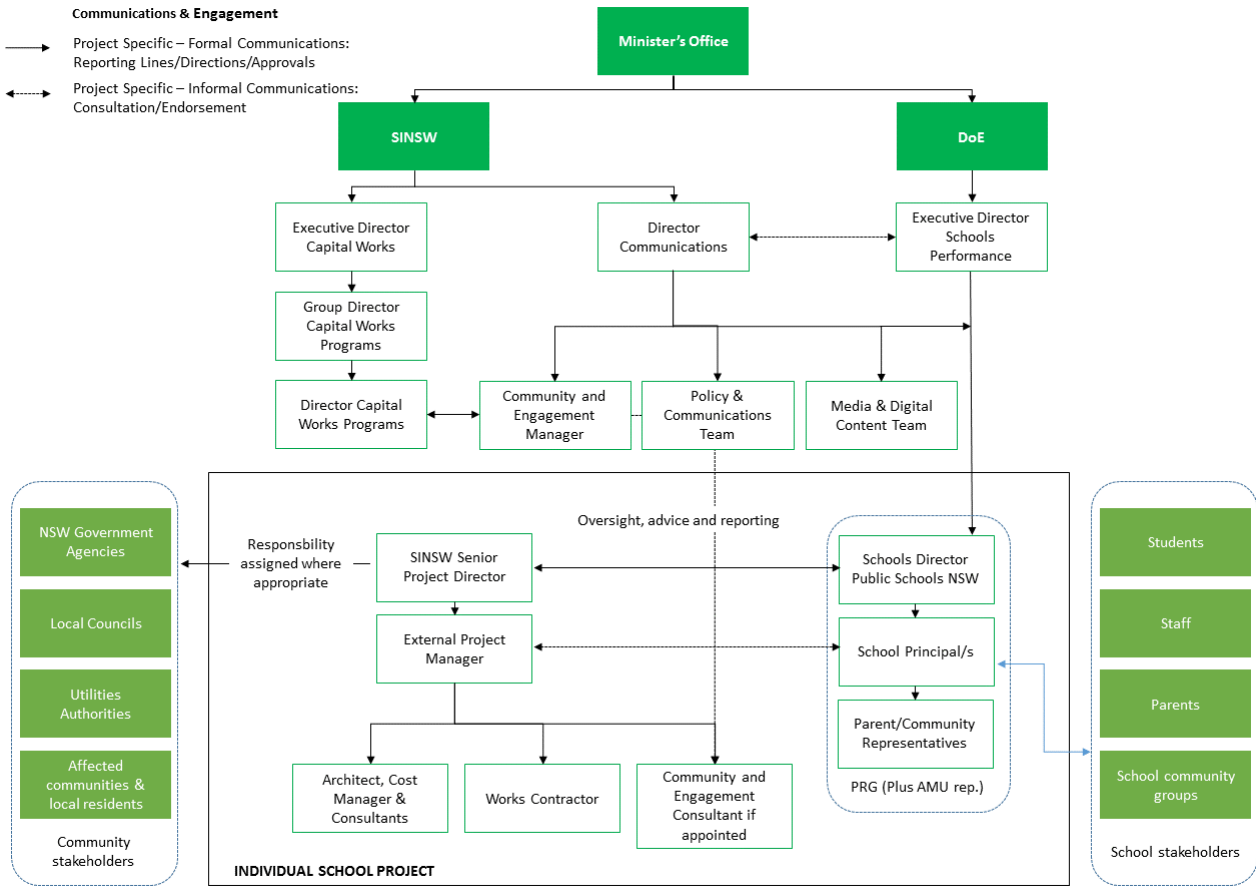 Communications & Engagement
Project Specific – Formal Communications:
Reporting Lines/Directions/Approvals
Project Specific – Informal Communications:
Consultation/Endorsement
Minister's Office
SINSW
DoE
Executive Director
Capital Works
Director
Communications
Executive Director
Schools
Performance
Group Director
Capital Works
Programs
Director Capital
Works Programs
Community and
Engagement
Manager
Policy &
Communications
Team
Media & Digital
Content Team
NSW Government
Agencies
Local Councils
Utilities
Authorities
Affected
communities &
local residents
Community
stakeholders
Responsbility
assigned where
appropriate
Oversight, advice and reporting
SINSW Senior
Project Director
External Project
Manager
Architect, Cost
Manager &
Consultants
Works Contractor
Community and
Engagement
Consultant if
appointed
Schools Director
Public Schools NSW
School Principal/s
Parent/Community
Representatives
PRG (Plus AMU rep.)
INDIVIDUAL SCHOOL PROJECT
Students
Staff
Parents
School community
groups
School stakeholders